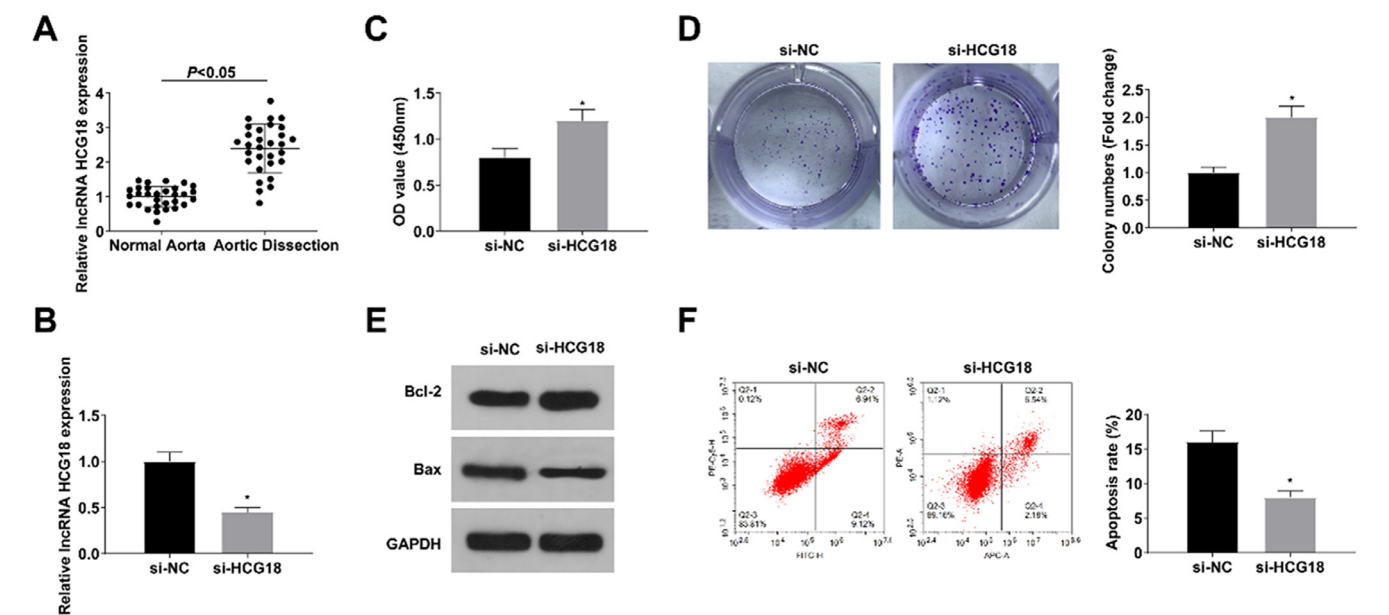 A
Relative lncRNA HCG18 expression
P<0.05
4
3
2
1
0
Normal Aorta
Aortic Dissection
C
OD value (450nm)
1.5
1.0
0.5
0.0
si-NC
si-HCG18
*
D
si-NC
si-HCG18
Colony numbers (Fold change)
2.5
2.0
1.5
1.0
0.5
0.0
si-NC
si-HCG18
*
B
Relative lncRNA HCG18 expression
1.5
1.0
0.5
0.0
si-NC
si-HCG18
*
E
si-NC
si-HCG18
Bcl-2
Bax
GAPDH
F
si-NC
Q2-1
0.12%
Q2-2
6.91%
Q2-3
83.81%
Q2-4
9.12%
FITC-H
si-HCG18
Q2-1
1.12%
Q2-2
Q2-3
Q2-4
PE-A
APC-A
Apoptosis rate (%)
20
15
10
5
0
si-NC
si-HCG18
*